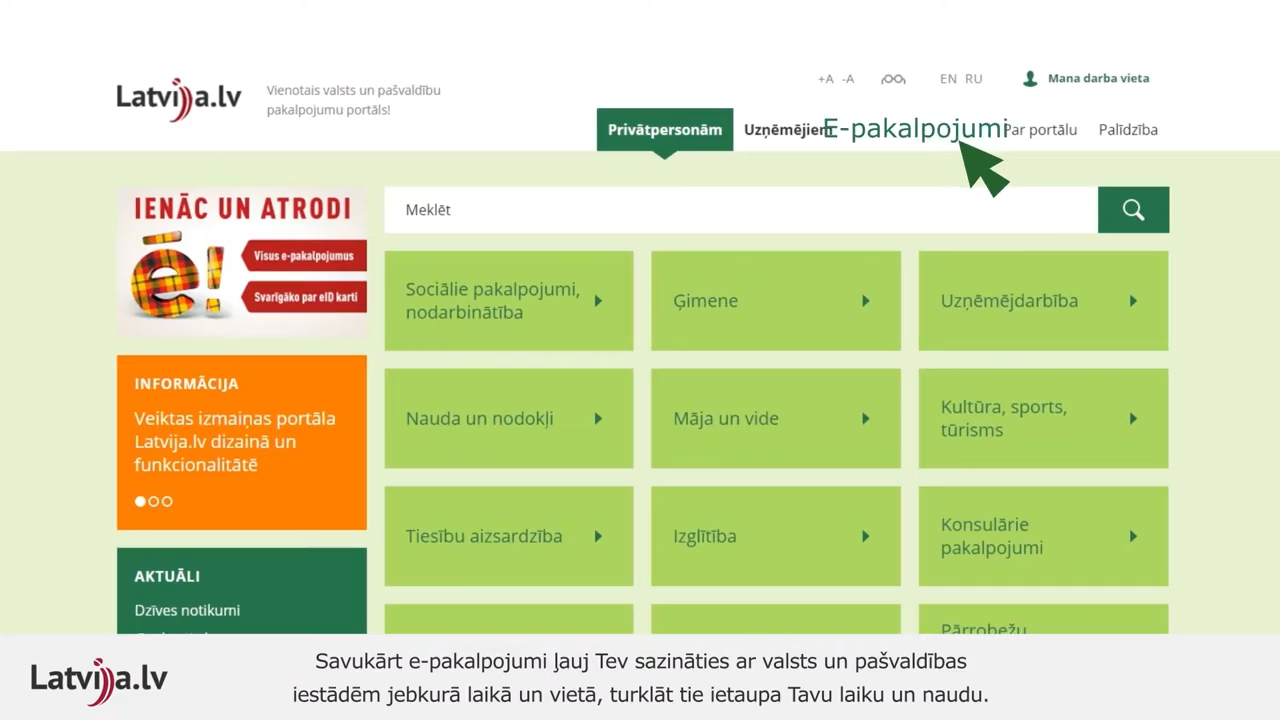 +A -A
EN RU
Mana darba vieta
Latvija.lv
Vienotais valsts un pašvaldību
pakalpojumu portāls!
Privātpersonām
Uzņēmējiem
E-pakalpojumi
Par portālu
Palīdzība
IENĀC UN ATRODI
ē!
Visus e-pakalpojumus
Svarīgāko par eID karti
Meklēt
Sociālie pakalpojumi,
nodarbinātība
Ģimene
Uzņēmējdarbība
INFORMĀCIJA
Veiktas izmaiņas portāla
Latvija.lv dizainā un
funkcionalitātē
Nauda un nodokļi
Māja un vide
Kultūra, sports,
tūrisms
Tiesību aizsardzība
Izglītība
Konsulārie
pakalpojumi
AKTUĀLI
Dzīves notikumi
Pārrobežu
Latvija.lv
Savukārt e-pakalpojumi ļauj Tev sazināties ar valsts un pašvaldības
iestādēm jebkurā laikā un vietā, turklāt tie ietaupa Tavu laiku un naudu.